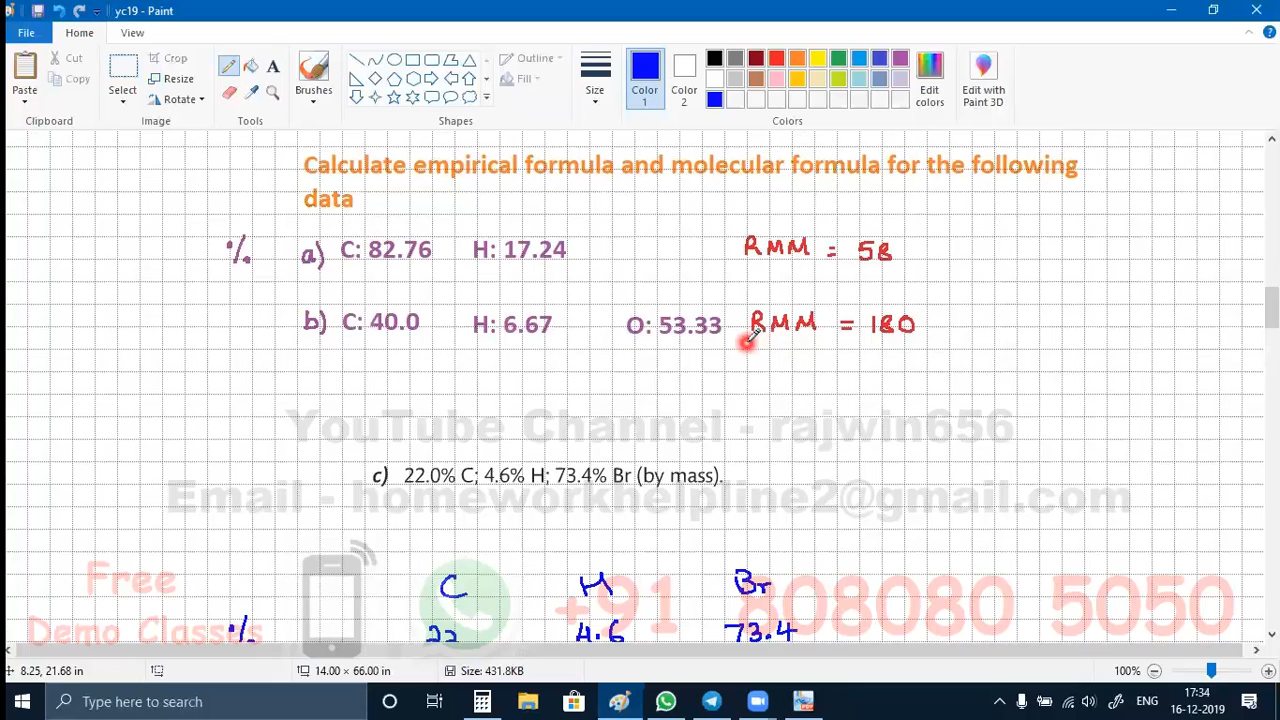 yc19 - Paint
File Home View
Paste Cut Copy Select Crop Resize Rotate Brushes Outline Fill Size Color 1 Color 2 Edit colors Edit with Paint 3D
Clipboard Image Tools Shapes Colors
Calculate empirical formula and molecular formula for the following
data
% a) C: 82.76 H: 17.24 RMM = 58
b) C: 40.0 H: 6.67 O: 53.33 RMM = 180
YouTube Channel - rajwin656
c) 22.0% C; 4.6% H; 73.4% Br (by mass).
Email - homeworkhelpline2@gmail.com
C H Br
Free
Demo Classes
+91 808080 5050
% 22 4.6 73.4
8.25, 21.68 in 14.00 × 66.00 in Size: 431.8KB 100%
Type here to search
ENG 17:34
16-12-2019